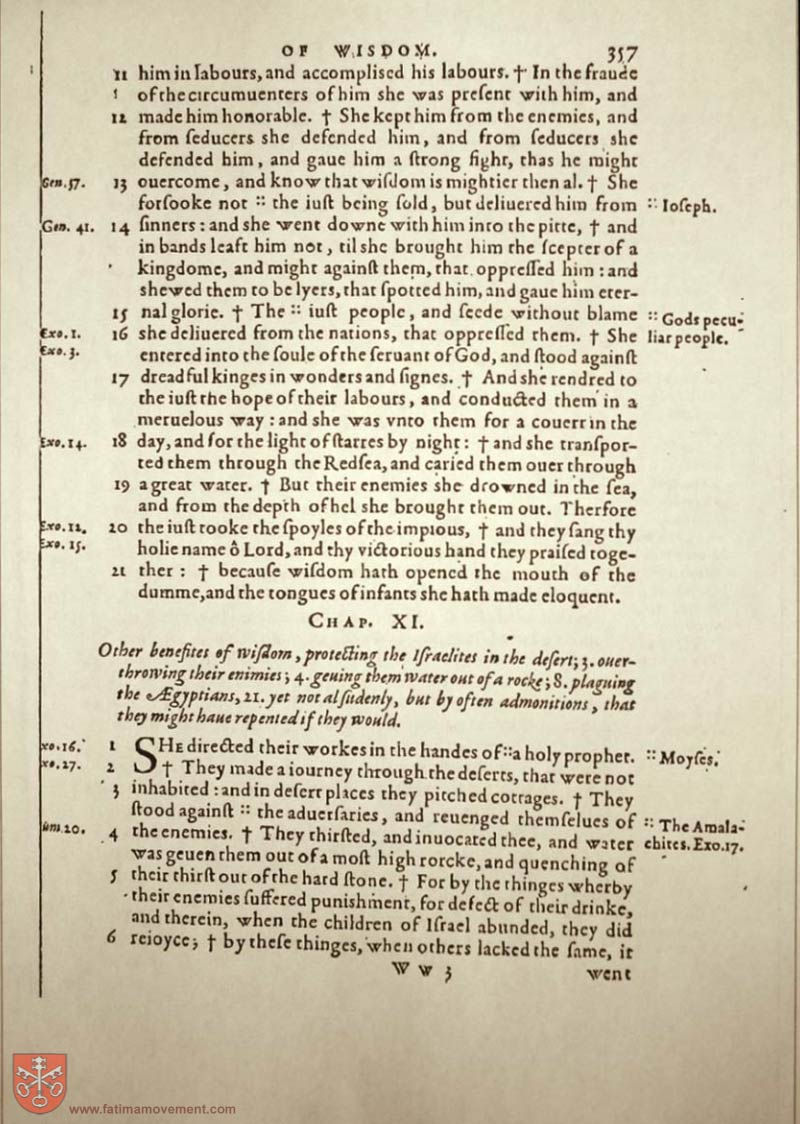 OF WISDOM. 357
11 him in labours, and accomplised his labours. † In the fraude
of the circumuenters of him she was preſent with him, and
12 made him honorable. † She kept him from the enemies, and
from ſeducers she defended him, and from ſeducers she
defended him, and gaue him a ſtrong fight, thas he might
Gen. 37. 13 ouercome, and know that wiſdom is mightier then al. † She
forſooke not :: the iuſt being ſold, but deliuered him from :: Ioſeph.
Gen. 41. 14 ſinners : and she went downe with him into the pitte, † and
in bands leaft him not, til she brought him the ſcepter of a
kingdome, and might againſt them, that oppreſſed him : and
shewed them to be lyers, that ſpotted him, and gaue him eter-
15 nal glorie. † The :: iuſt people, and ſeede without blame :: Gods pecu-
Exo. 1. 16 she deliuered from the nations, that oppreſſed them. † She liar people.
Exo. 3. entered into the ſoule of the ſeruant of God, and ſtood againſt
17 dreadful kinges in wonders and ſignes. † And she rendred to
the iuſt the hope of their labours, and conducted them in a
meruelous way : and she was vnto them for a couert in the
Exo. 14. 18 day, and for the light of ſtarres by night : † and she tranſpor-
ted them through the Redſea, and caried them ouer through
19 a great water. † But their enemies she drowned in the ſea,
and from the depth of hel she brought them out. Therfore
Exo. 12. 20 the iuſt tooke the ſpoyles of the impious, † and they ſang thy
Exo. 15. holie name ô Lord, and thy victorious hand they praiſed toge-
21 ther : † becauſe wiſdom hath opened the mouth of the
dumme, and the tongues of infants she hath made eloquent.
CHAP. XI.
Other benefites of wiſdom, protecting the Iſraelites in the deſert; 3. ouer-
throwing their enimies; 4. geuing them water out of a rocke; 8. plaguing
the Ægyptians, 21. yet not al ſudenly, but by often admonitions, that
they might haue repented if they would.
xo. 16. 1 SHE directed their workes in the handes of :: a holy prophet. :: Moyſes.
xo. 17. 2 † They made a iourney through the deſerts, that were not
3 inhabited : and in deſert places they pitched cottages. † They
ſtood againſt :: the aduerſaries, and reuenged themſelues of :: The Amala-
um. 20. 4 the enemies. † They thirſted, and inuocated thee, and water chites. Exo. 17.
was geuen them out of a moſt high rorcke, and quenching of
5 their thirſt out of the hard ſtone. † For by the thinges wherby
their enemies ſuffered punishment, for defect of their drinke,
and therein, when the children of Iſrael abunded, they did
6 reioyce; † by theſe thinges, when others lacked the ſame, it
Ww 3 went
www.fatimamovement.com